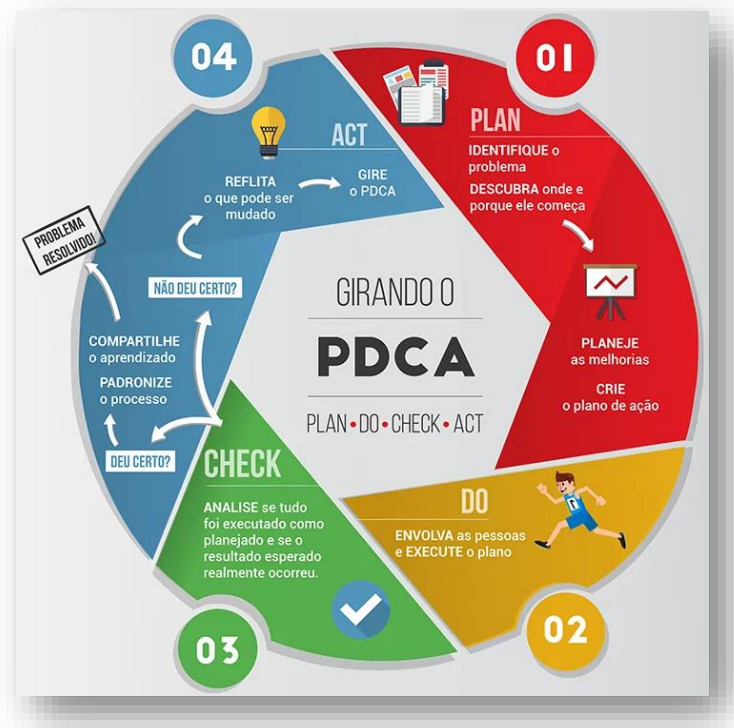 01
PLAN
IDENTIFIQUE o
problema
DESCUBRA onde e
porque ele começa
PLANEJE
as melhorias
CRIE
o plano de ação
02
DO
ENVOLVA as pessoas
e EXECUTE o plano
03
CHECK
ANALISE se tudo
foi executado como
planejado e se o
resultado esperado
realmente ocorreu.
04
ACT
DEU CERTO?
PADRONIZE
o processo
COMPARTILHE
o aprendizado
PROBLEMA
RESOLVIDO!
NÃO DEU CERTO?
REFLITA
o que pode ser
mudado
GIRE
o PDCA
GIRANDO O
PDCA
PLAN • DO • CHECK • ACT